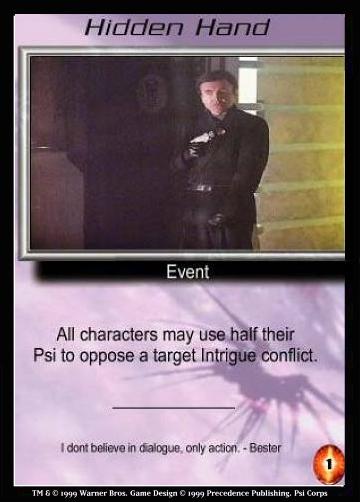 Hidden Hand
Event
All characters may use half their
Psi to oppose a target Intrigue conflict.
I dont believe in dialogue, only action. - Bester
1
TM & © 1999 Warner Bros. Game Design © 1999 Precedence Publishing. Psi Corps